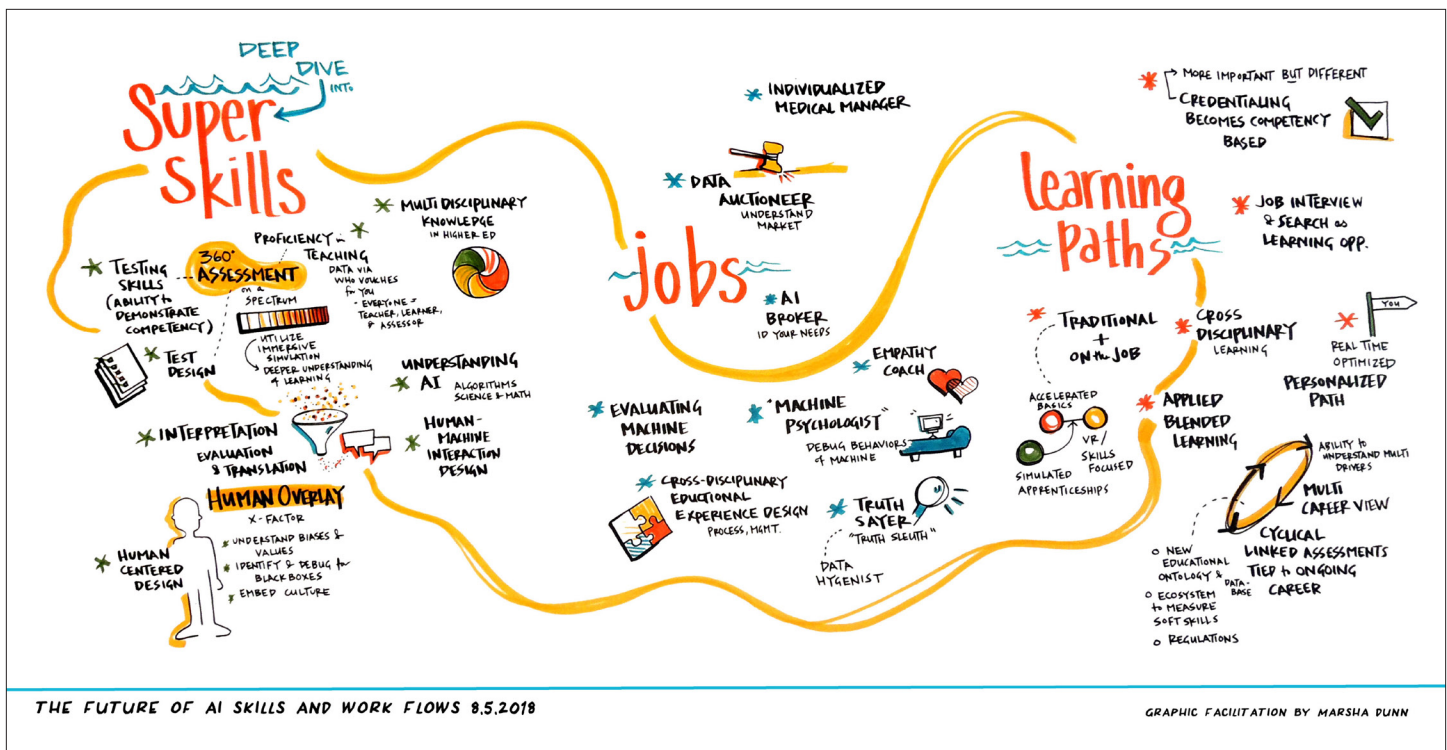 DEEP
DIVE
INTO
Super
Skills
* MULTI DISCIPLINARY
KNOWLEDGE
IN HIGHER ED
* PROFICIENCY in
TEACHING
DATA VIA
WHO VOUCHES
for YOU
- EVERYONE =
TEACHER, LEARNER,
& ASSESSOR
360°
ASSESSMENT
on a
SPECTRUM
UTILIZE
IMMERSIVE
SIMULATION
DEEPER UNDERSTANDING
of LEARNING
* TESTING
SKILLS
(ABILITY to
DEMONSTRATE
COMPETENCY)
* TEST
DESIGN
* UNDERSTANDING
AI
ALGORITHMS
SCIENCE & MATH
* INTERPRETATION
EVALUATION
& TRANSLATION
* HUMAN-
MACHINE
INTERACTION
DESIGN
HUMAN OVERLAY
X-FACTOR
* UNDERSTAND BIASES &
VALUES
* IDENTIFY & DEBUG for
BLACK BOXES
* EMBED CULTURE
* HUMAN
CENTERED
DESIGN
jobs
* INDIVIDUALIZED
MEDICAL MANAGER
* DATA
AUCTIONEER
UNDERSTAND
MARKET
* AI
BROKER
ID YOUR NEEDS
* EMPATHY
COACH
* EVALUATING
MACHINE
DECISIONS
* "MACHINE
PSYCHOLOGIST"
DEBUG BEHAVIORS
of MACHINE
* CROSS-DISCIPLINARY
EDUCTIONAL
EXPERIENCE DESIGN
PROCESS, MGMT.
* TRUTH
SAYER
"TRUTH SLEUTH"
DATA
HYGENIST
Learning
Paths
* MORE IMPORTANT BUT DIFFERENT
CREDENTIALING
BECOMES COMPETENCY
BASED
* JOB INTERVIEW
& SEARCH as
LEARNING OPP.
* TRADITIONAL
+
ON the JOB
ACCELERATED
BASICS
VR/
SKILLS
FOCUSED
SIMULATED
APPRENTICESHIPS
* CROSS
DISCIPLINARY
LEARNING
YOU
* REAL TIME
OPTIMIZED
PERSONALIZED
PATH
* APPLIED
BLENDED
LEARNING
ABILITY to
UNDERSTAND MULTI
DRIVERS
MULTI
CAREER VIEW
CYCLICAL
LINKED ASSESSMENTS
TIED to ONGOING
CAREER
o NEW
EDUCATIONAL
ONTOLOGY &
DATA-
BASE
o ECOSYSTEM
to MEASURE
SOFT SKILLS
o REGULATIONS
THE FUTURE OF AI SKILLS AND WORK FLOWS 8.5.2018
GRAPHIC FACILITATION BY MARSHA DUNN